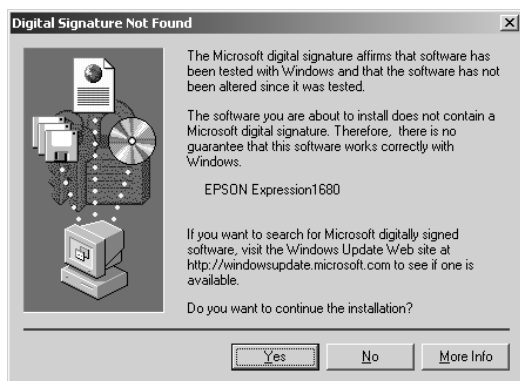 Digital Signature Not Found
The Microsoft digital signature affirms that software has
been tested with Windows and that the software has not
been altered since it was tested.
The software you are about to install does not contain a
Microsoft digital signature. Therefore, there is no
guarantee that this software works correctly with
Windows.
EPSON Expression1680
If you want to search for Microsoft digitally signed
software, visit the Windows Update Web site at
http://windowsupdate.microsoft.com to see if one is
available.
Do you want to continue the installation?
Yes No More Info